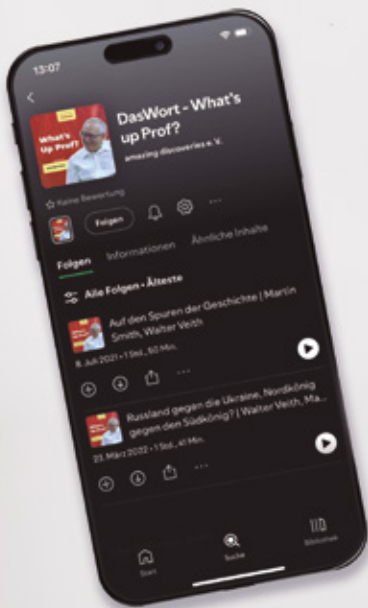 13:07
What's
Up Prof?
DasWort - What's
up Prof?
amazing discoveries e. V.
Keine Bewertung
Folgen
Folgen
Informationen
Ähnliche Inhalte
Alle Folgen • Älteste
Auf den Spuren der Geschichte | Martin
Smith, Walter Veith
8. Juli 2021 • 1 Std., 50 Min.
Russland gegen die Ukraine, Nordkönig
gegen den Südkönig? | Walter Veith, Ma...
23. März 2022 • 1 Std., 41 Min.
Start
Suche
Bibliothek